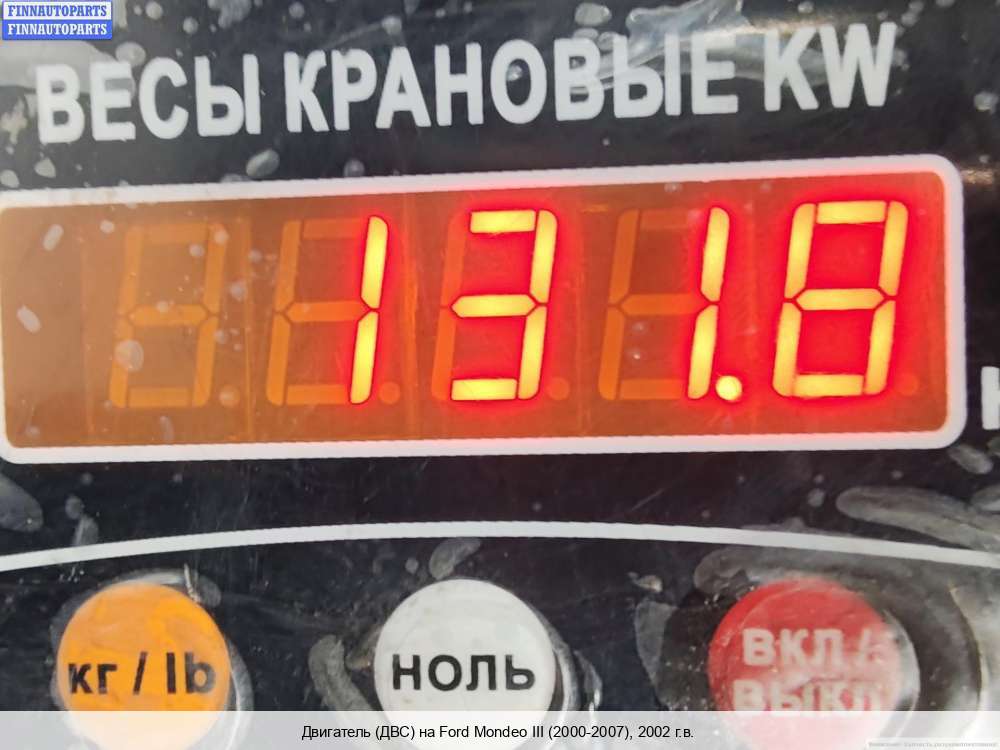 FINNAUTOPARTS
FINNAUTOPARTS
ВЕСЫ КРАНОВЫЕ KW
131.8
кг / lb
НОЛЬ
ВКЛ /
ВЫКЛ
Двигатель (ДВС) на Ford Mondeo III (2000-2007), 2002 г.в.